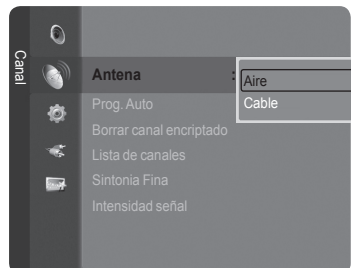 Canal
Antena : Aire
Cable
Prog. Auto
Borrar canal encriptado
Lista de canales
Sintonia Fina
Intensidad señal